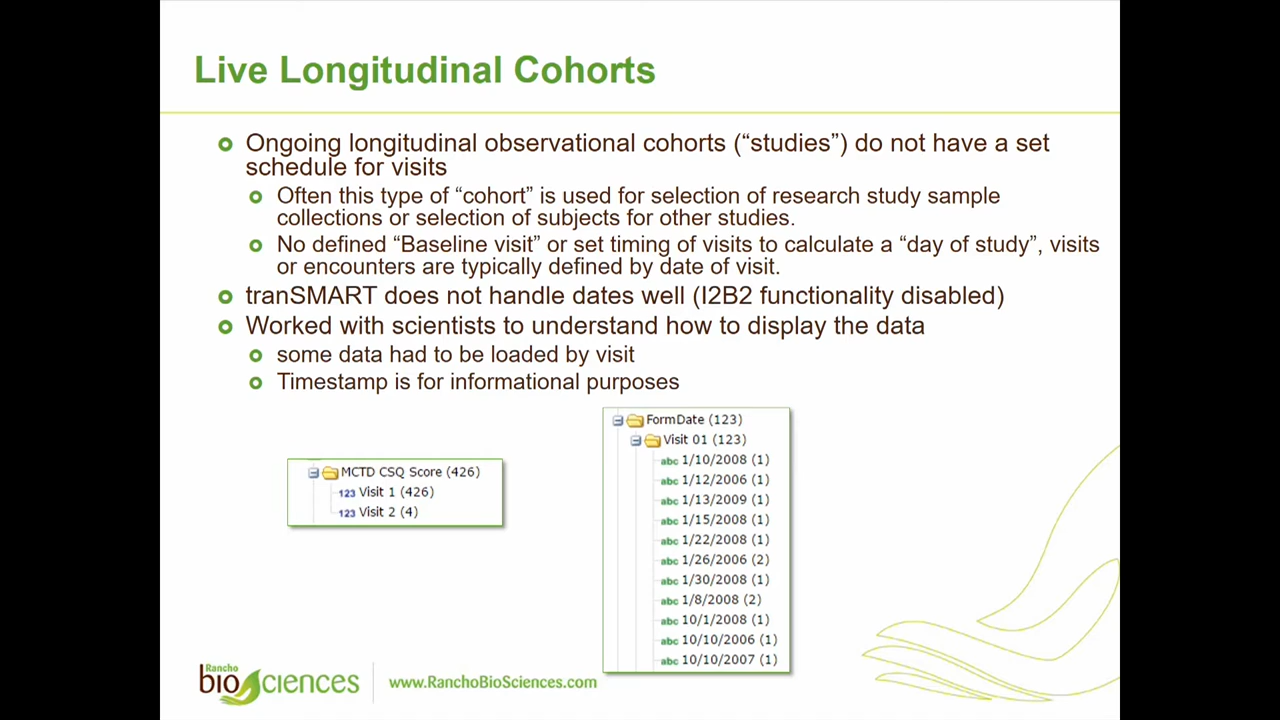 Live Longitudinal Cohorts
Ongoing longitudinal observational cohorts (“studies”) do not have a set
schedule for visits
Often this type of “cohort” is used for selection of research study sample
collections or selection of subjects for other studies.
No defined “Baseline visit” or set timing of visits to calculate a “day of study”, visits
or encounters are typically defined by date of visit.
tranSMART does not handle dates well (I2B2 functionality disabled)
Worked with scientists to understand how to display the data
some data had to be loaded by visit
Timestamp is for informational purposes
MCTD CSQ Score (426)
123 Visit 1 (426)
123 Visit 2 (4)
FormDate (123)
Visit 01 (123)
abc 1/10/2008 (1)
abc 1/12/2006 (1)
abc 1/13/2009 (1)
abc 1/15/2008 (1)
abc 1/22/2008 (1)
abc 1/26/2006 (2)
abc 1/30/2008 (1)
abc 1/8/2008 (2)
abc 10/1/2008 (1)
abc 10/10/2006 (1)
abc 10/10/2007 (1)
Rancho
biosciences
www.RanchoBioSciences.com